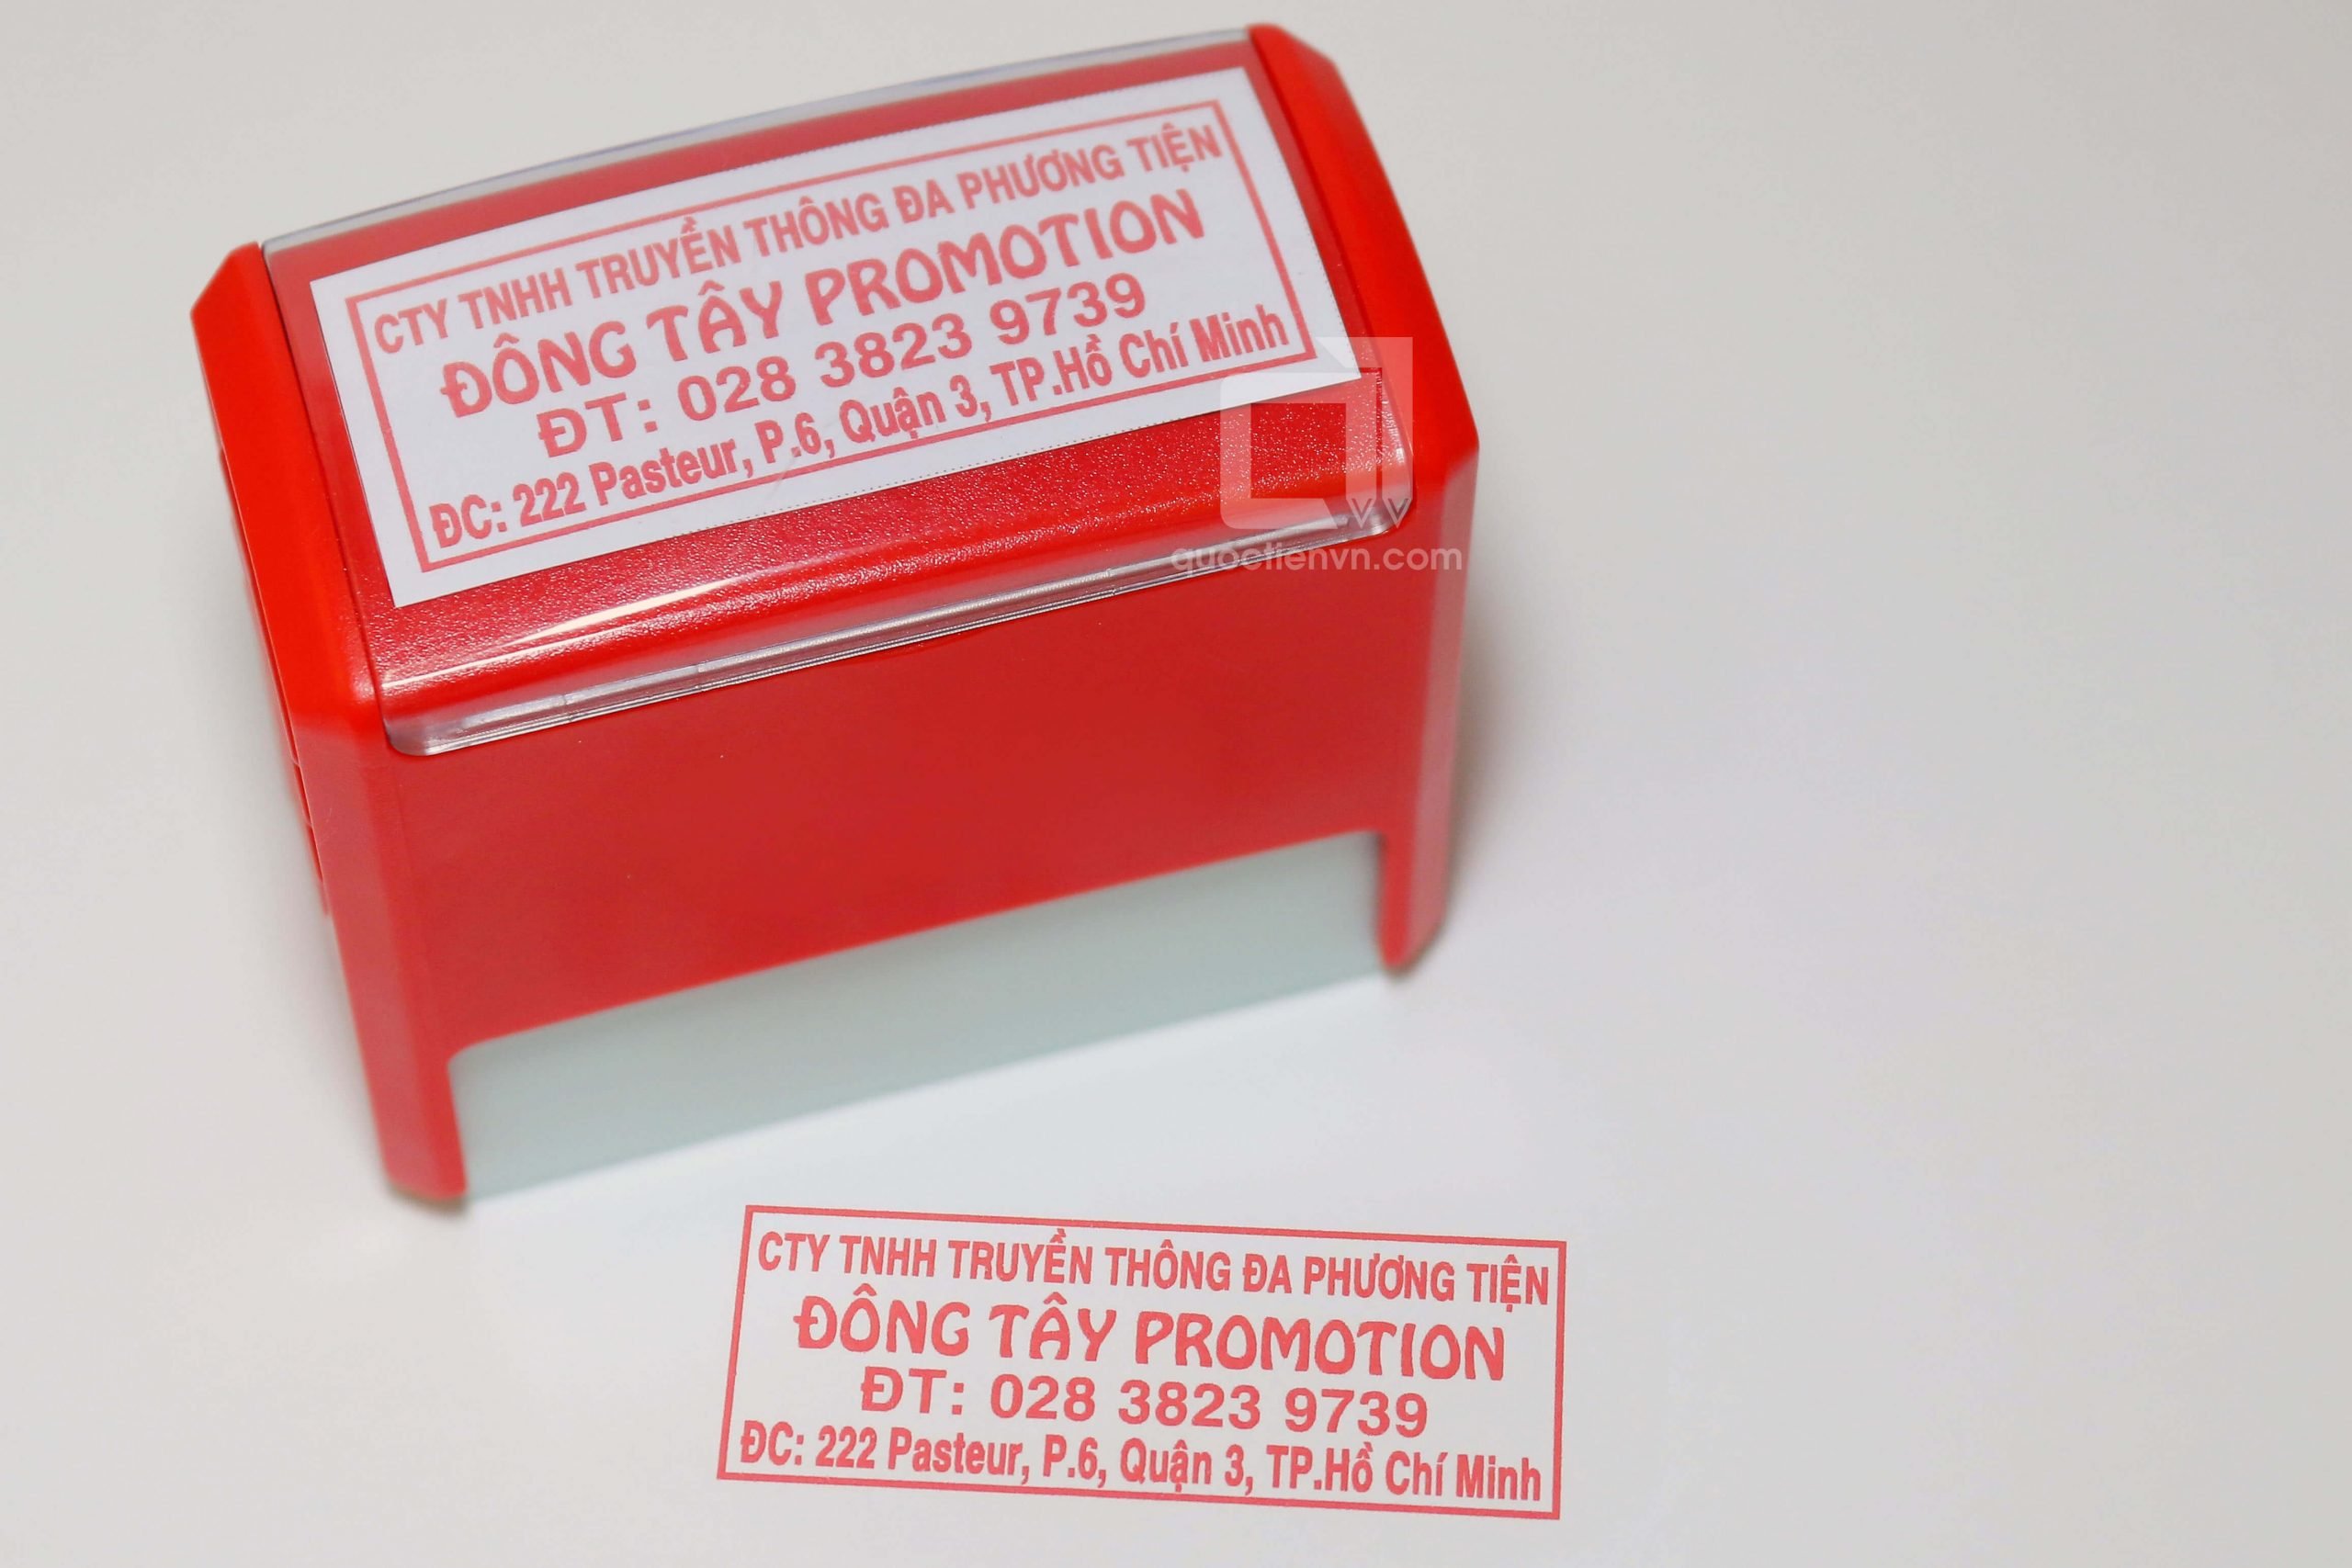 CTY TNHH TRUYỀN THÔNG ĐA PHƯƠNG TIỆN
ĐÔNG TÂY PROMOTION
ĐT: 028 3823 9739
ĐC: 222 Pasteur, P.6, Quận 3, TP.Hồ Chí Minh
VV
quoctienvn.com
CTY TNHH TRUYỀN THÔNG ĐA PHƯƠNG TIỆN
ĐÔNG TÂY PROMOTION
ĐT: 028 3823 9739
ĐC: 222 Pasteur, P.6, Quận 3, TP.Hồ Chí Minh